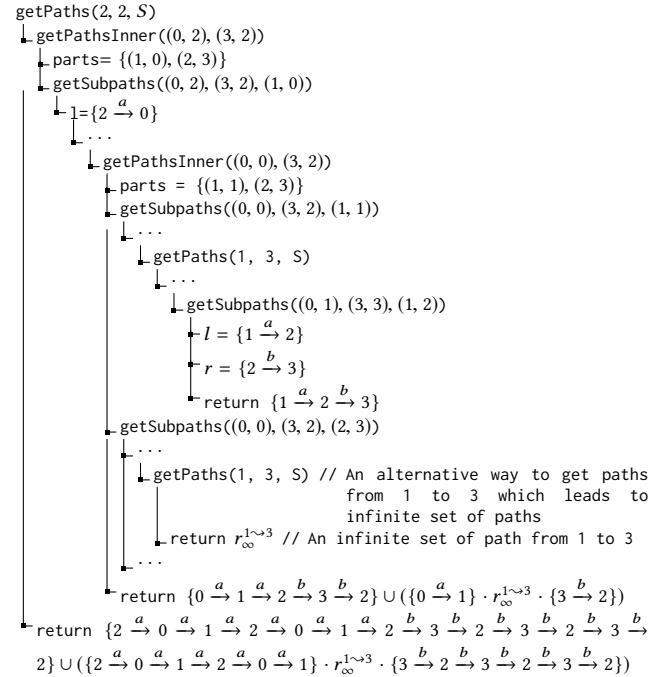 getPaths(2, 2, S)
getPathsInner((0, 2), (3, 2))
parts= {(1, 0), (2, 3)}
getSubpaths((0, 2), (3, 2), (1, 0))
l={2 →ᵃ 0}
...
getPathsInner((0, 0), (3, 2))
parts = {(1, 1), (2, 3)}
getSubpaths((0, 0), (3, 2), (1, 1))
...
getPaths(1, 3, S)
...
getSubpaths((0, 1), (3, 3), (1, 2))
l = {1 →ᵃ 2}
r = {2 →ᵇ 3}
return {1 →ᵃ 2 →ᵇ 3}
getSubpaths((0, 0), (3, 2), (2, 3))
...
getPaths(1, 3, S) // An alternative way to get paths
from 1 to 3 which leads to
infinite set of paths
return r∞^{1⇝3} // An infinite set of path from 1 to 3
...
return {0 →ᵃ 1 →ᵃ 2 →ᵇ 3 →ᵇ 2} ∪ ({0 →ᵃ 1} · r∞^{1⇝3} · {3 →ᵇ 2})
return {2 →ᵃ 0 →ᵃ 1 →ᵃ 2 →ᵃ 0 →ᵃ 1 →ᵃ 2 →ᵇ 3 →ᵇ 2 →ᵇ 3 →ᵇ 2 →ᵇ 3 →ᵇ
2} ∪ ({2 →ᵃ 0 →ᵃ 1 →ᵃ 2 →ᵃ 0 →ᵃ 1} · r∞^{1⇝3} · {3 →ᵇ 2 →ᵇ 3 →ᵇ 2 →ᵇ 3 →ᵇ 2})